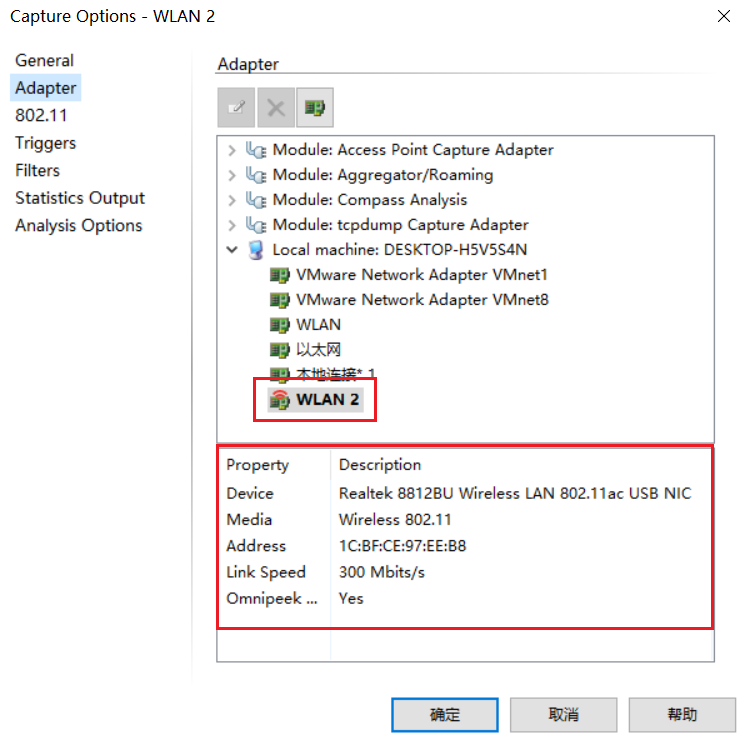 Capture Options - WLAN 2
General
Adapter
802.11
Triggers
Filters
Statistics Output
Analysis Options
Adapter
Module: Access Point Capture Adapter
Module: Aggregator/Roaming
Module: Compass Analysis
Module: tcpdump Capture Adapter
Local machine: DESKTOP-H5V5S4N
VMware Network Adapter VMnet1
VMware Network Adapter VMnet8
WLAN
以太网
本地连接* 1
WLAN 2
Property Description
Device Realtek 8812BU Wireless LAN 802.11ac USB NIC
Media Wireless 802.11
Address 1C:BF:CE:97:EE:B8
Link Speed 300 Mbits/s
Omnipeek ... Yes
确定 取消 帮助